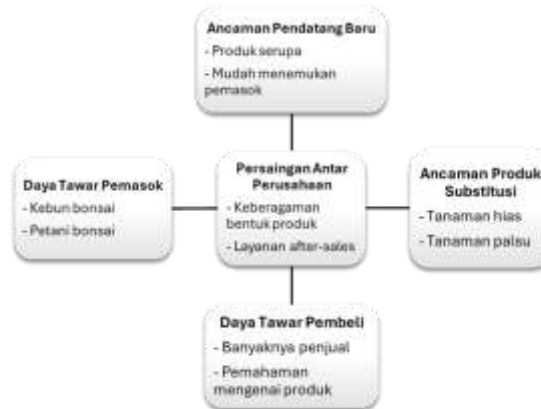 Ancaman Pendatang Baru
- Produk serupa
- Mudah menemukan
pemasok
Daya Tawar Pemasok
- Kebun bonsai
- Petani bonsai
Persaingan Antar
Perusahaan
- Keberagaman
bentuk produk
- Layanan after-sales
Ancaman Produk
Substitusi
- Tanaman hias
- Tanaman palsu
Daya Tawar Pembeli
- Banyaknya penjual
- Pemahaman
mengenai produk